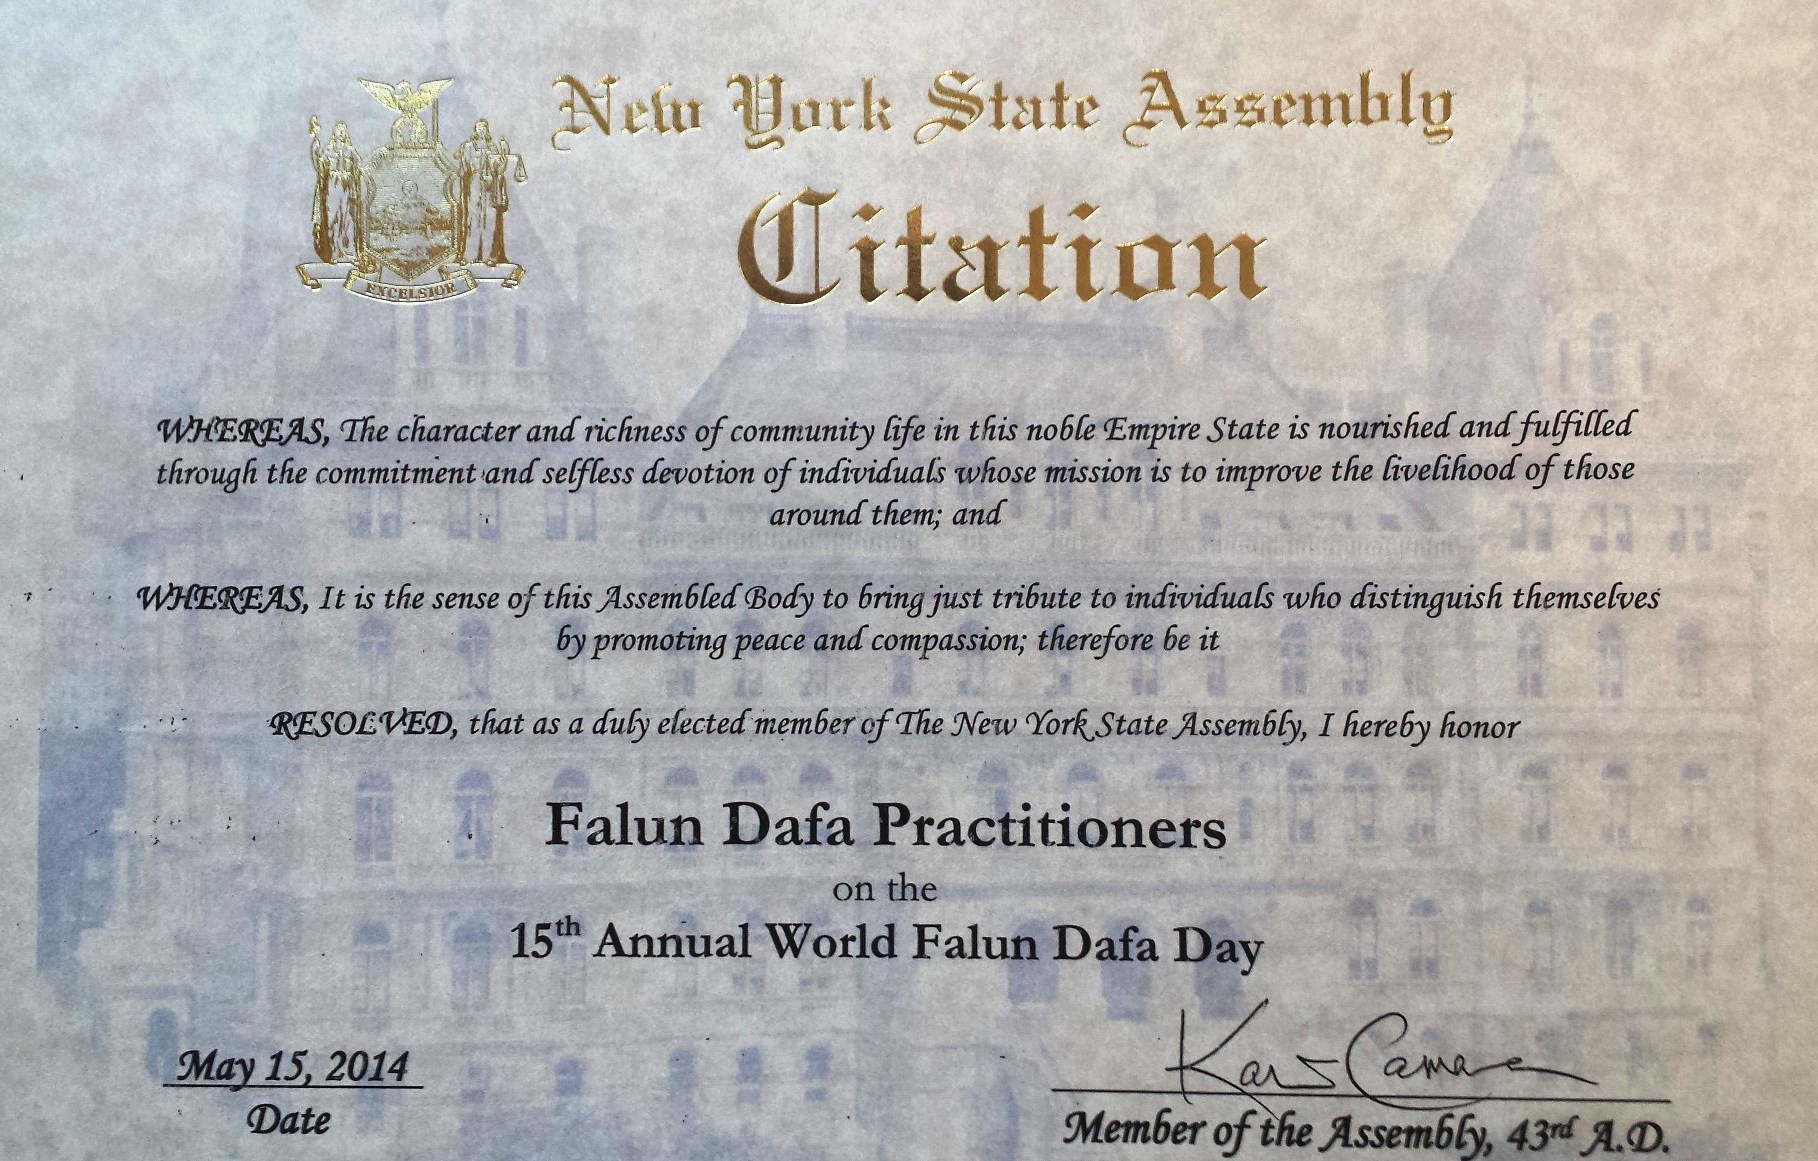 New York State Assembly
Citation
EXCELSIOR
WHEREAS, The character and richness of community life in this noble Empire State is nourished and fulfilled
through the commitment and selfless devotion of individuals whose mission is to improve the livelihood of those
around them; and
WHEREAS, It is the sense of this Assembled Body to bring just tribute to individuals who distinguish themselves
by promoting peace and compassion; therefore be it
RESOLVED, that as a duly elected member of The New York State Assembly, I hereby honor
Falun Dafa Practitioners
on the
15th Annual World Falun Dafa Day
May 15, 2014
Date
Member of the Assembly, 43rd A.D.